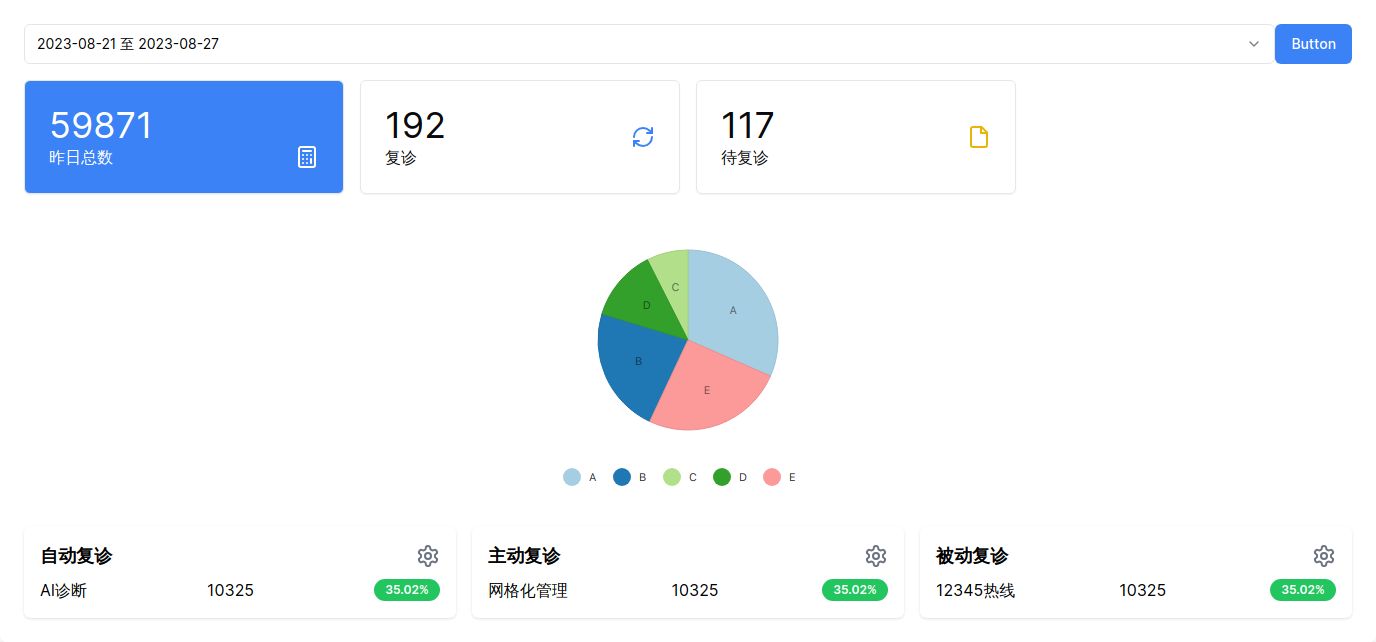 2023-08-21 至 2023-08-27
Button
59871
昨日总数
192
复诊
117
待复诊
A
B
C
D
E
A B C D E
自动复诊
AI诊断 10325 35.02%
主动复诊
网格化管理 10325 35.02%
被动复诊
12345热线 10325 35.02%